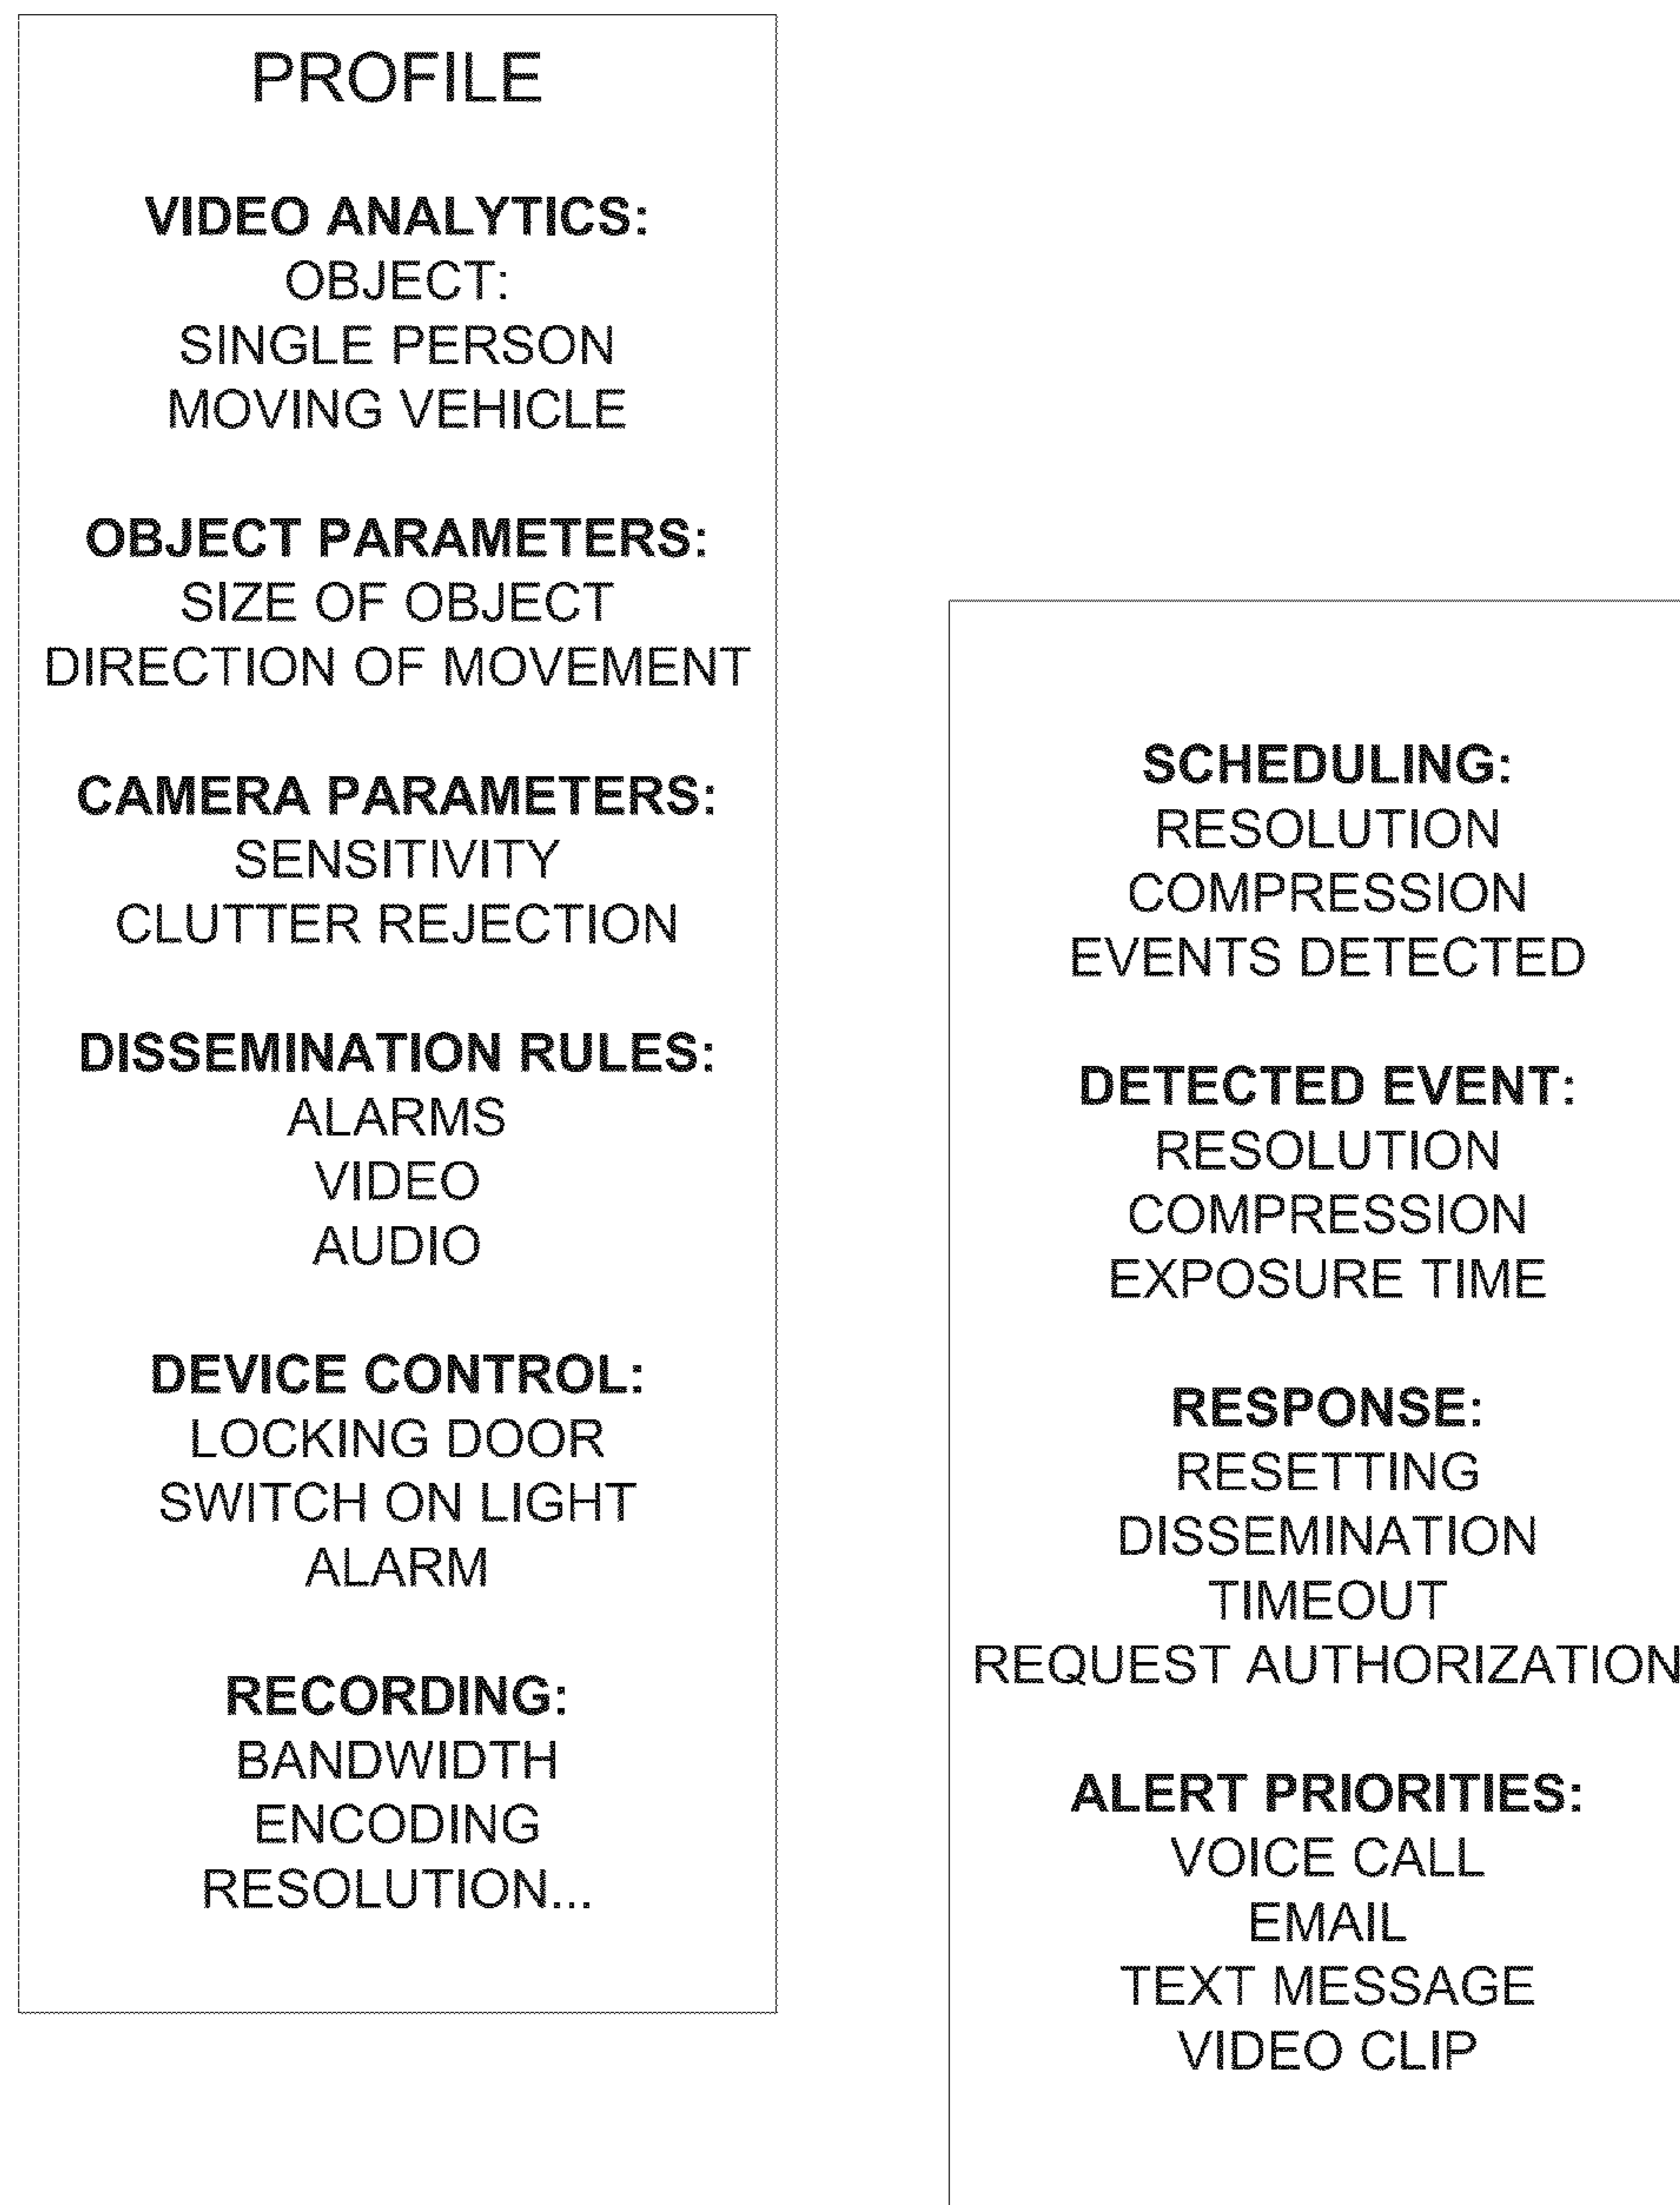 PROFILE
VIDEO ANALYTICS:
OBJECT:
SINGLE PERSON
MOVING VEHICLE
OBJECT PARAMETERS:
SIZE OF OBJECT
DIRECTION OF MOVEMENT
CAMERA PARAMETERS:
SENSITIVITY
CLUTTER REJECTION
DISSEMINATION RULES:
ALARMS
VIDEO
AUDIO
DEVICE CONTROL:
LOCKING DOOR
SWITCH ON LIGHT
ALARM
RECORDING:
BANDWIDTH
ENCODING
RESOLUTION...
SCHEDULING:
RESOLUTION
COMPRESSION
EVENTS DETECTED
DETECTED EVENT:
RESOLUTION
COMPRESSION
EXPOSURE TIME
RESPONSE:
RESETTING
DISSEMINATION
TIMEOUT
REQUEST AUTHORIZATION
ALERT PRIORITIES:
VOICE CALL
EMAIL
TEXT MESSAGE
VIDEO CLIP